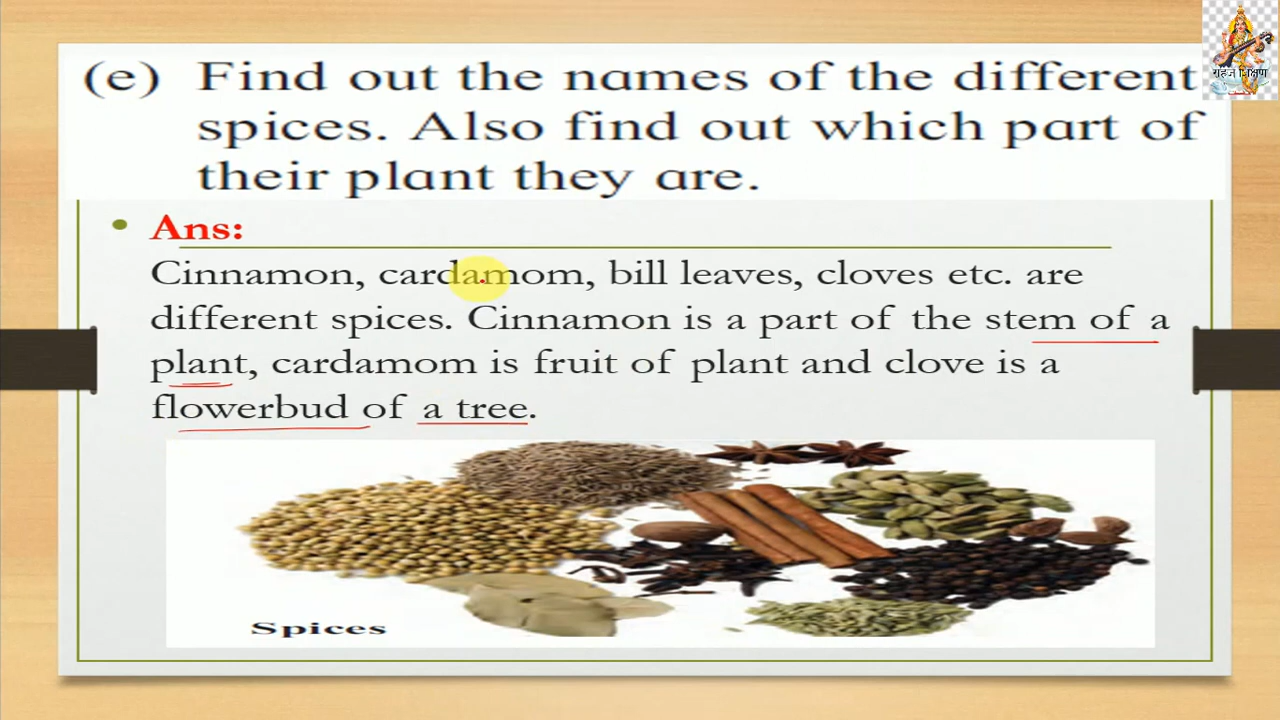 (e) Find out the names of the different
spices. Also find out which part of
their plant they are.
• Ans:
Cinnamon, cardamom, bill leaves, cloves etc. are
different spices. Cinnamon is a part of the stem of a
plant, cardamom is fruit of plant and clove is a
flowerbud of a tree.
Spices